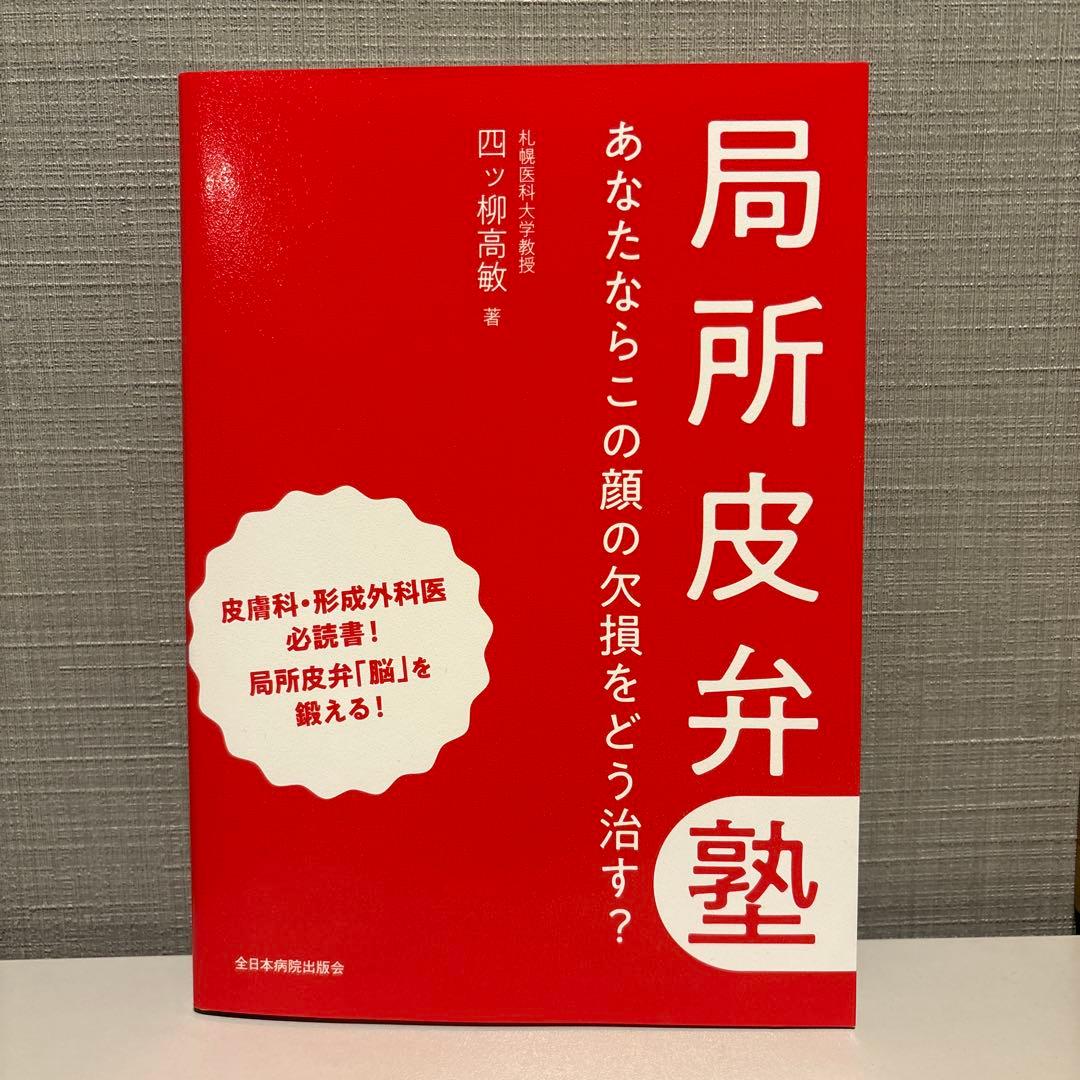 局所皮弁塾
あなたならこの顔の欠損をどう治す?
札幌医科大学教授
四ッ柳高敏 著
皮膚科・形成外科医
必読書!
局所皮弁「脳」を
鍛える!
全日本病院出版会